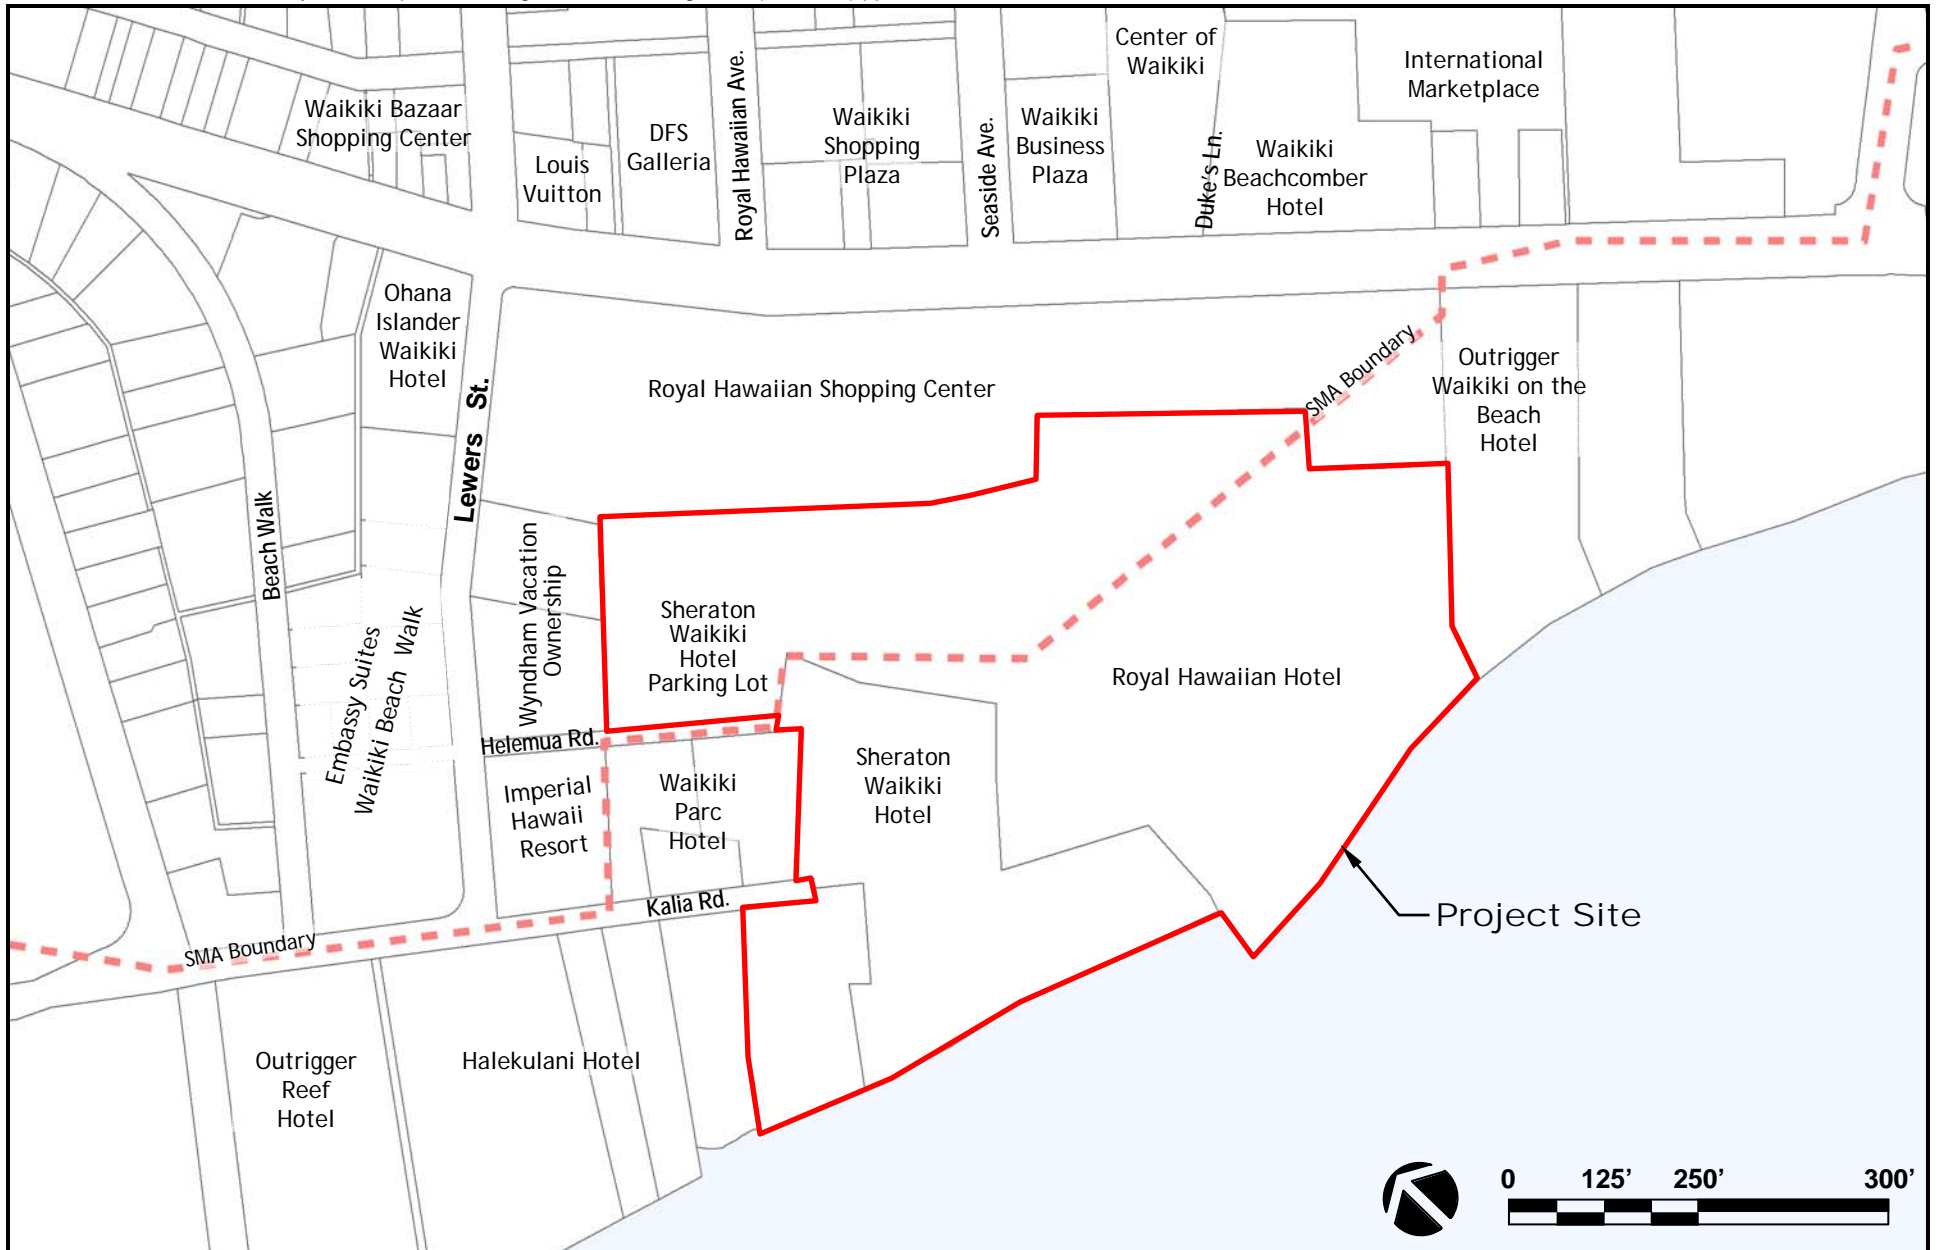 Center of
Waikiki
International
Marketplace
Waikiki Bazaar
Shopping Center
Louis
Vuitton
DFS
Galleria
Royal Hawaiian Ave.
Waikiki
Shopping
Plaza
Seaside Ave.
Waikiki
Business
Plaza
Duke's Ln.
Waikiki
Beachcomber
Hotel
Ohana
Islander
Waikiki
Hotel
Lewers St.
Royal Hawaiian Shopping Center
SMA Boundary
Outrigger
Waikiki on the
Beach
Hotel
Beach Walk
Embassy Suites
Waikiki Beach Walk
Wyndham Vacation
Ownership
Sheraton
Waikiki
Hotel
Parking Lot
Royal Hawaiian Hotel
Helemua Rd.
Imperial
Hawaii
Resort
Waikiki
Parc
Hotel
Sheraton
Waikiki
Hotel
Kalia Rd.
Project Site
SMA Boundary
Outrigger
Reef
Hotel
Halekulani Hotel
0 125’ 250’ 300’